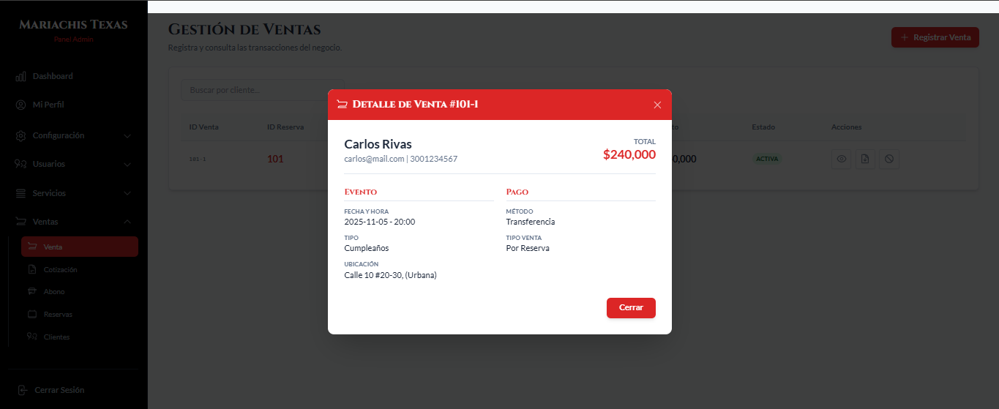 Mariachis Texas
Panel Admin
Dashboard
Mi Perfil
Configuración
Usuarios
Servicios
Ventas
Venta
Cotización
Abono
Reservas
Clientes
Cerrar Sesión
Gestión de Ventas
Registra y consulta las transacciones del negocio.
+ Registrar Venta
Buscar por cliente...
ID Venta ID Reserva to Estado Acciones
101-1 101 0,000 ACTIVA
Detalle de Venta #101-1
Carlos Rivas
carlos@mail.com | 3001234567
TOTAL
$240,000
Evento
FECHA Y HORA
2025-11-05 - 20:00
TIPO
Cumpleaños
UBICACIÓN
Calle 10 #20-30, (Urbana)
Pago
MÉTODO
Transferencia
TIPO VENTA
Por Reserva
Cerrar